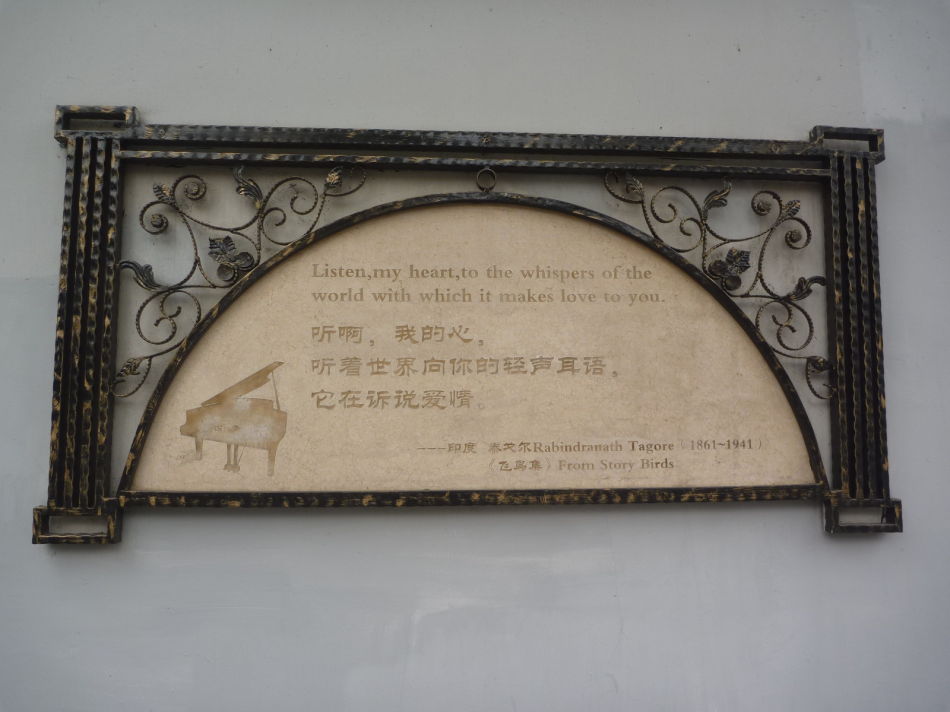 Listen,my heart,to the whispers of the
world with which it makes love to you.
听啊，我的心，
听着世界向你的轻声耳语，
它在诉说爱情。
---印度 泰戈尔Rabindranath Tagore（1861~1941）
《飞鸟集》From Story Birds